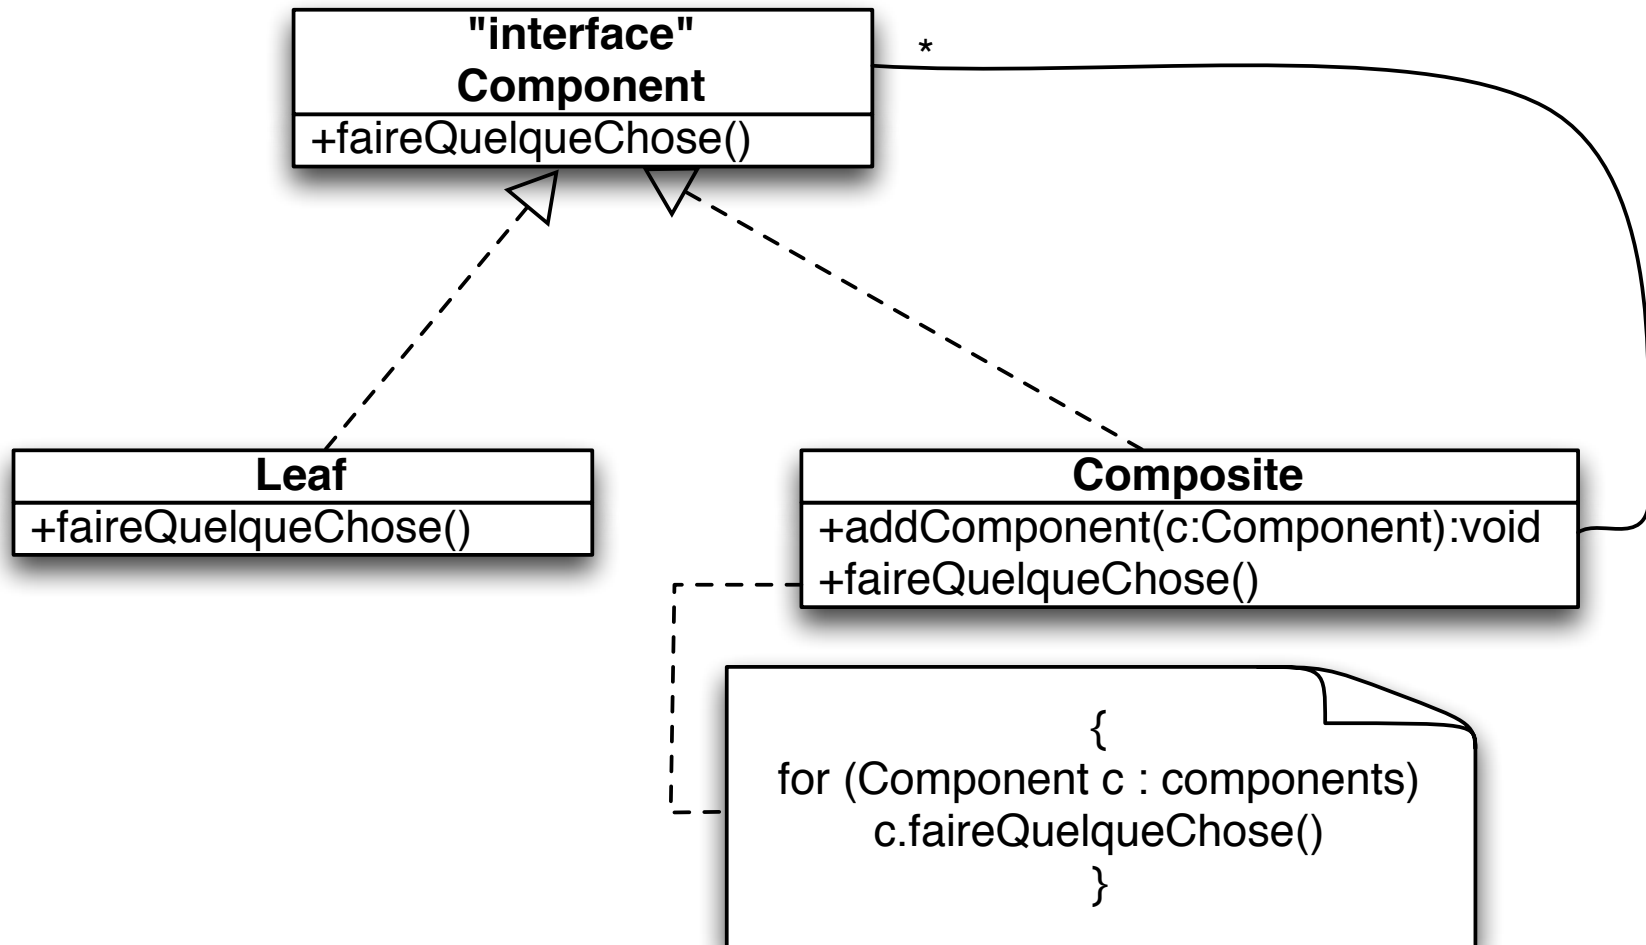 "interface"
Component
+faireQuelqueChose()
*
Leaf
+faireQuelqueChose()
Composite
+addComponent(c:Component):void
+faireQuelqueChose()
{
for (Component c : components)
c.faireQuelqueChose()
}